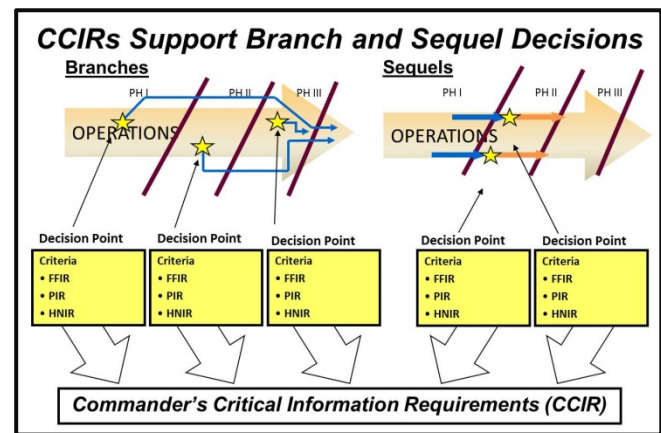 CCIRs Support Branch and Sequel Decisions
Branches
PH I
PH II
PH III
OPERATIONS
Sequels
PH I
PH II
PH III
OPERATIONS
Decision Point
Criteria
• FFIR
• PIR
• HNIR
Decision Point
Criteria
• FFIR
• PIR
• HNIR
Decision Point
Criteria
• FFIR
• PIR
• HNIR
Decision Point
Criteria
• FFIR
• PIR
• HNIR
Decision Point
Criteria
• FFIR
• PIR
• HNIR
Commander's Critical Information Requirements (CCIR)